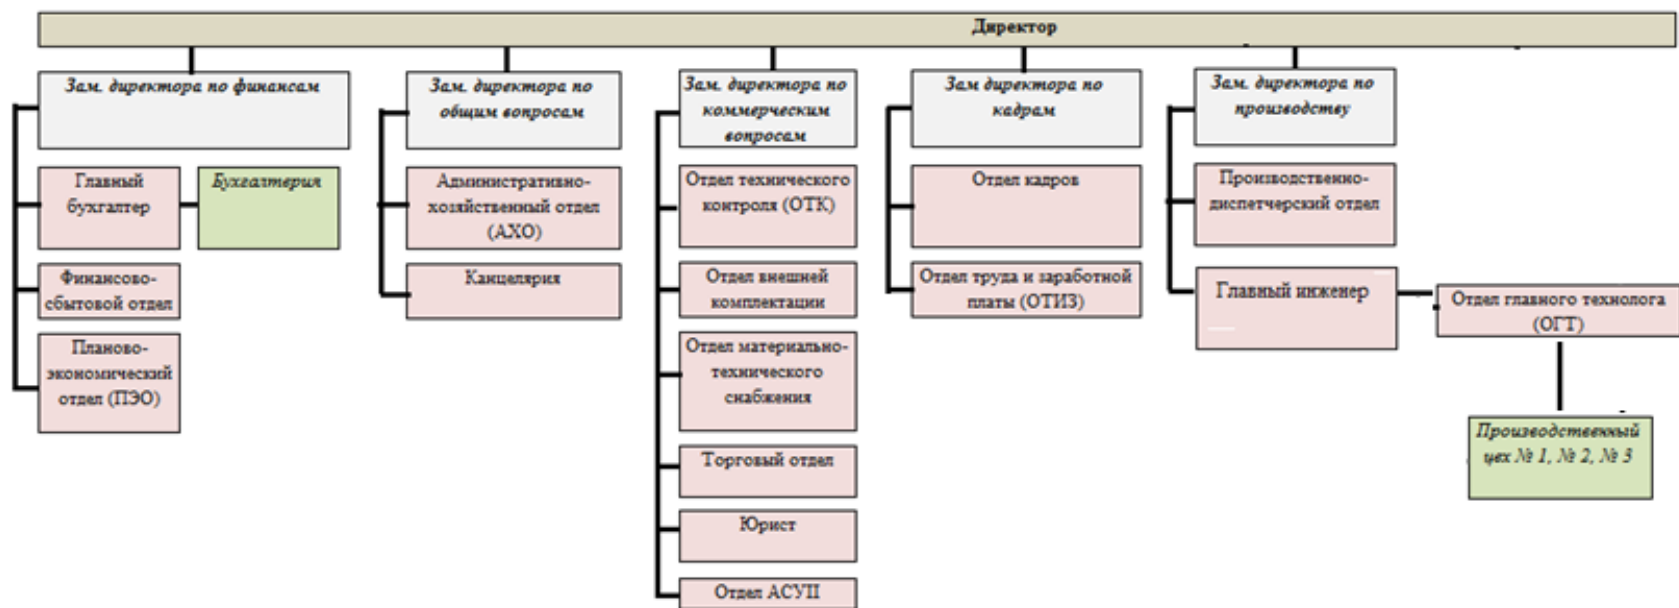 Директор
Зам. директора по финансам
Главный
бухгалтер
Бухгалтерия
Финансово-
сбытовой отдел
Планово-
экономический
отдел (ПЭО)
Зам. директора по
общим вопросам
Административно-
хозяйственный отдел
(АХО)
Канцелярия
Зам. директора по
коммерческим
вопросам
Отдел технического
контроля (ОТК)
Отдел внешней
комплектации
Отдел материально-
технического
снабжения
Торговый отдел
Юрист
Отдел АСУП
Зам директора по
кадрам
Отдел кадров
Отдел труда и заработной
платы (ОТИЗ)
Зам. директора по
производству
Производственно-
диспетчерский отдел
Главный инженер
Отдел главного технолога
(ОГТ)
Производственный
цех № 1, № 2, № 3